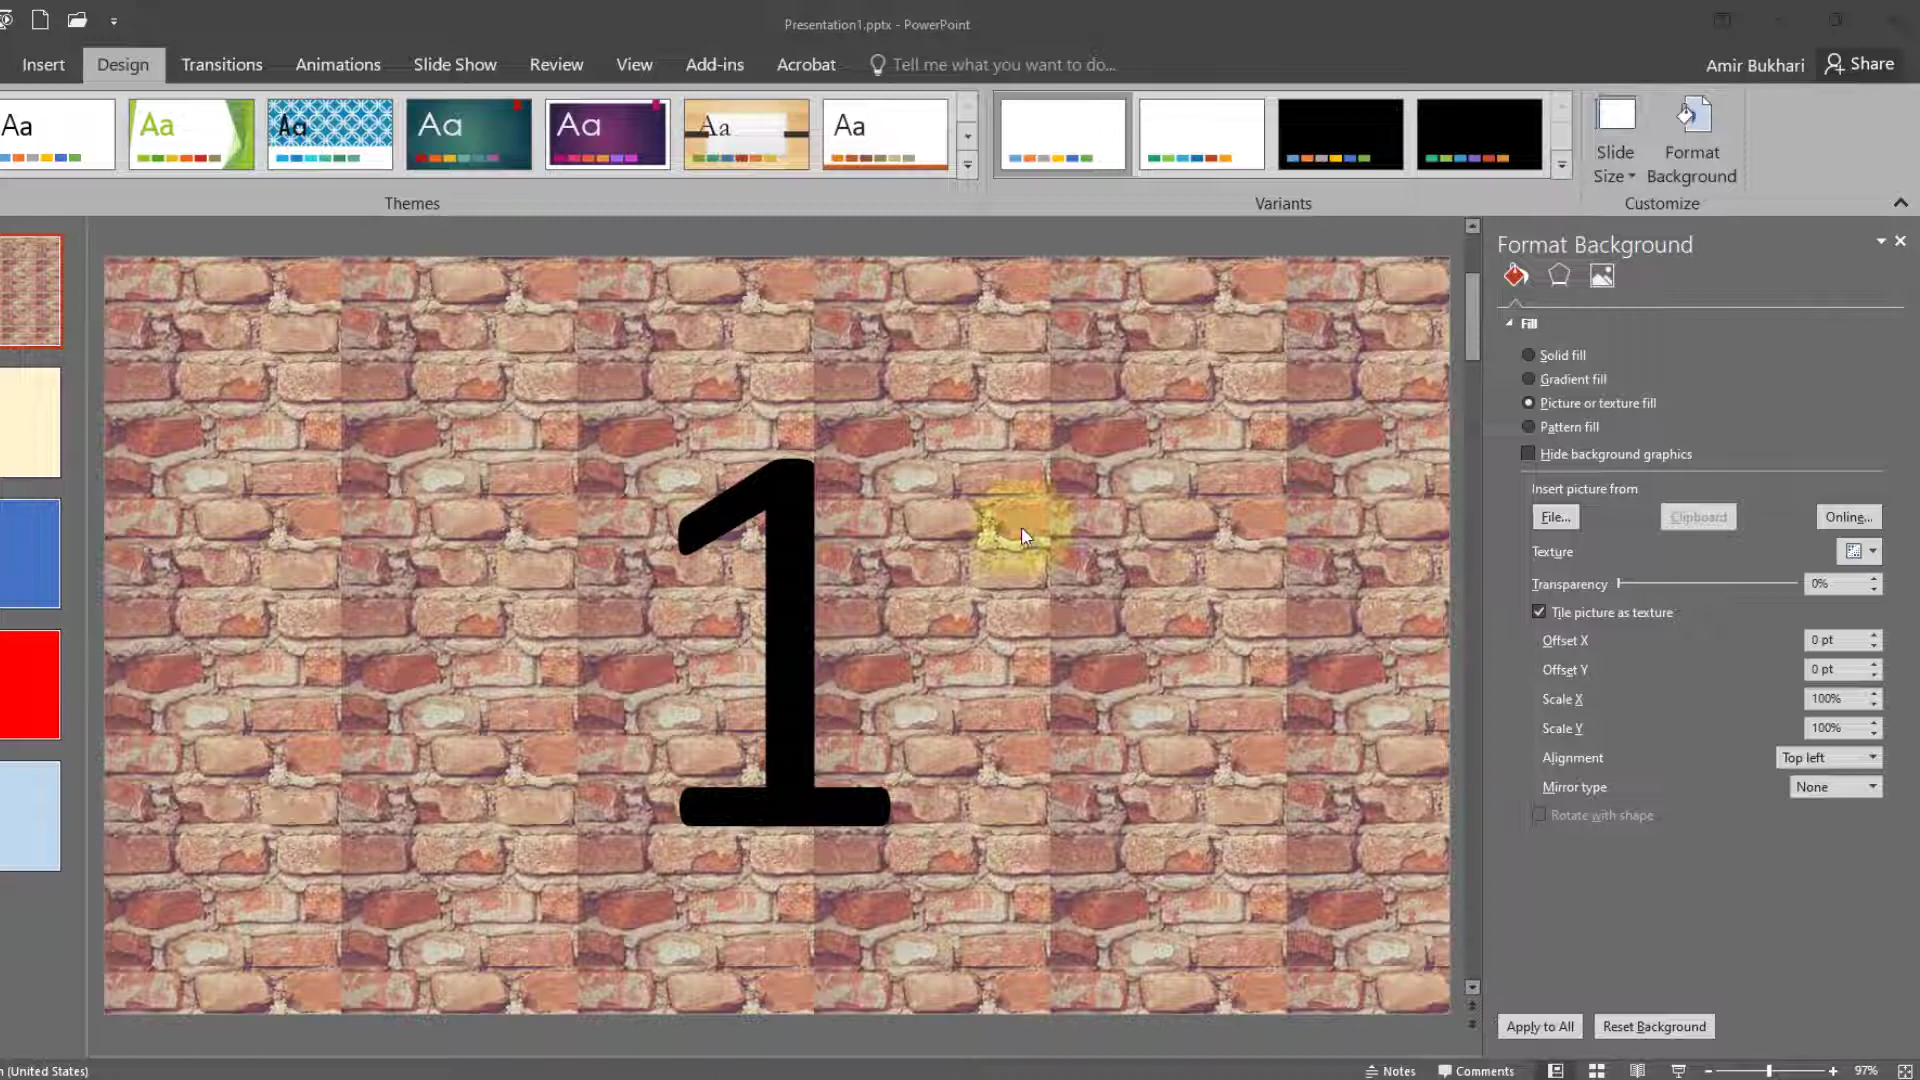 Presentation1.pptx - PowerPoint
Insert Design Transitions Animations Slide Show Review View Add-ins Acrobat Tell me what you want to do...
Amir Bukhari Share
Aa Aa Aa Aa Aa Aa Aa
Slide Size
Format Background
Themes
Variants
Customize
1
Format Background
Fill
Solid fill
Gradient fill
Picture or texture fill
Pattern fill
Hide background graphics
Insert picture from
File... Clipboard Online...
Texture
Transparency 0%
Tile picture as texture
Offset X 0 pt
Offset Y 0 pt
Scale X 100%
Scale Y 100%
Alignment Top left
Mirror type None
Rotate with shape
Apply to All Reset Background
(United States)
Notes Comments 97%